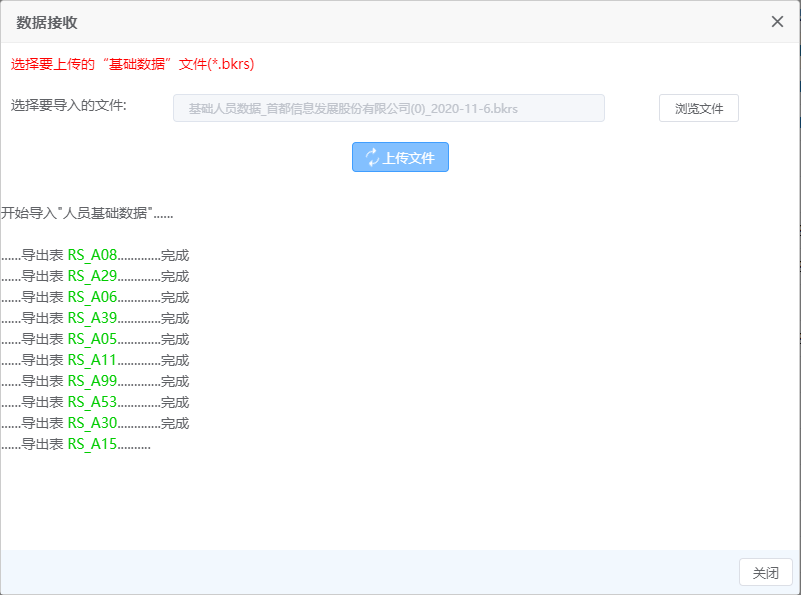 数据接收
选择要上传的“基础数据”文件(*.bkrs)
选择要导入的文件: 基础人员数据_首都信息发展股份有限公司(0)_2020-11-6.bkrs 浏览文件
上传文件
开始导入"人员基础数据"......
......导出表 RS_A08............完成
......导出表 RS_A29............完成
......导出表 RS_A06............完成
......导出表 RS_A39............完成
......导出表 RS_A05............完成
......导出表 RS_A11............完成
......导出表 RS_A99............完成
......导出表 RS_A53............完成
......导出表 RS_A30............完成
......导出表 RS_A15..........
关闭